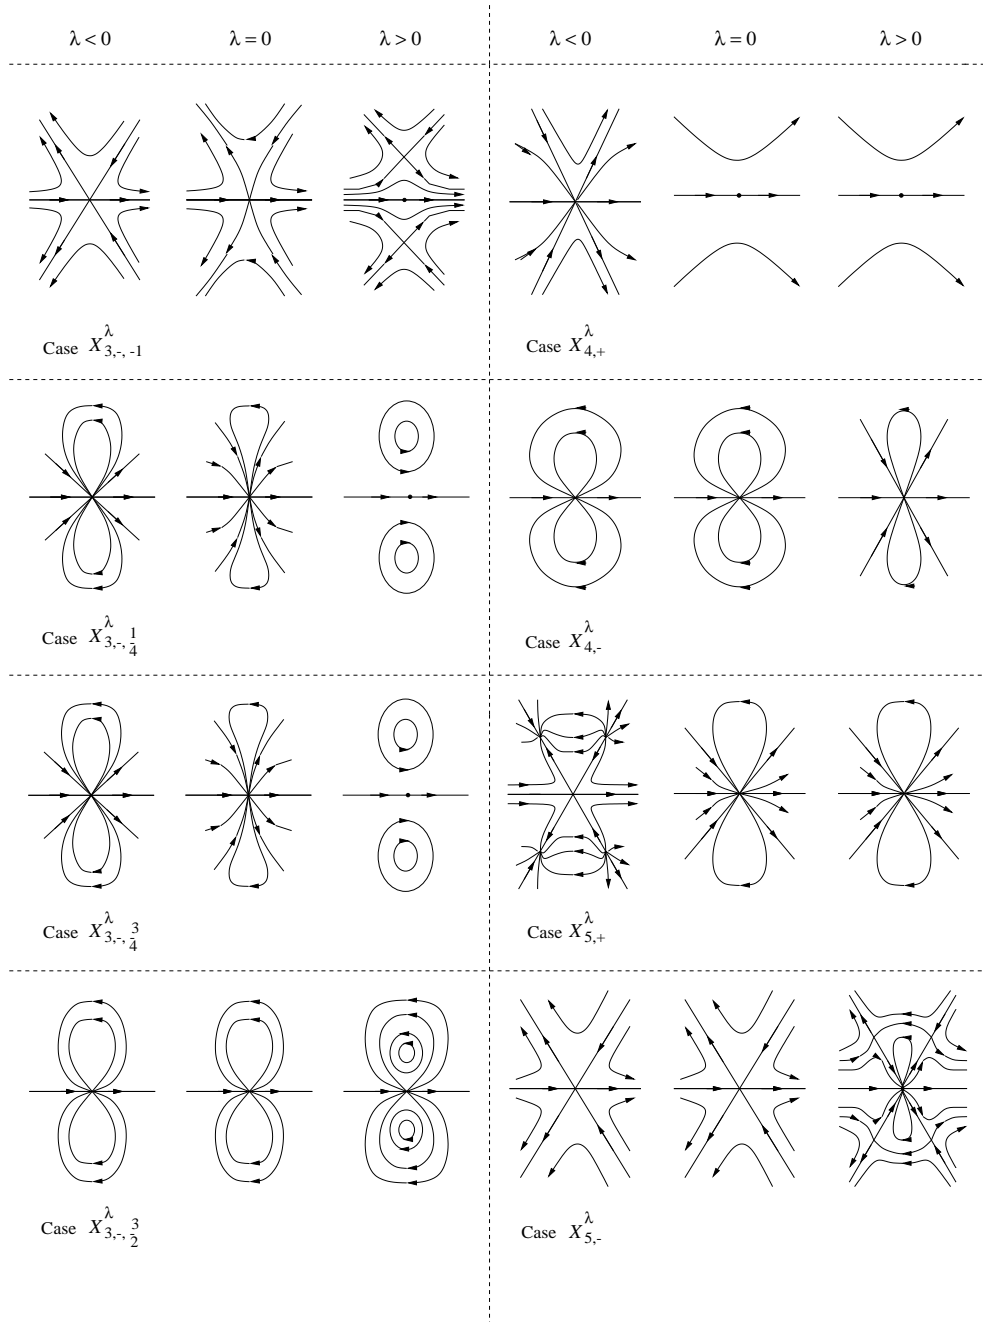 λ < 0 λ = 0 λ > 0 λ < 0 λ = 0 λ > 0
Case X^λ_{3,-,-1} Case X^λ_{4,+}
Case X^λ_{3,-,1/4} Case X^λ_{4,-}
Case X^λ_{3,-,3/4} Case X^λ_{5,+}
Case X^λ_{3,-,3/2} Case X^λ_{5,-}